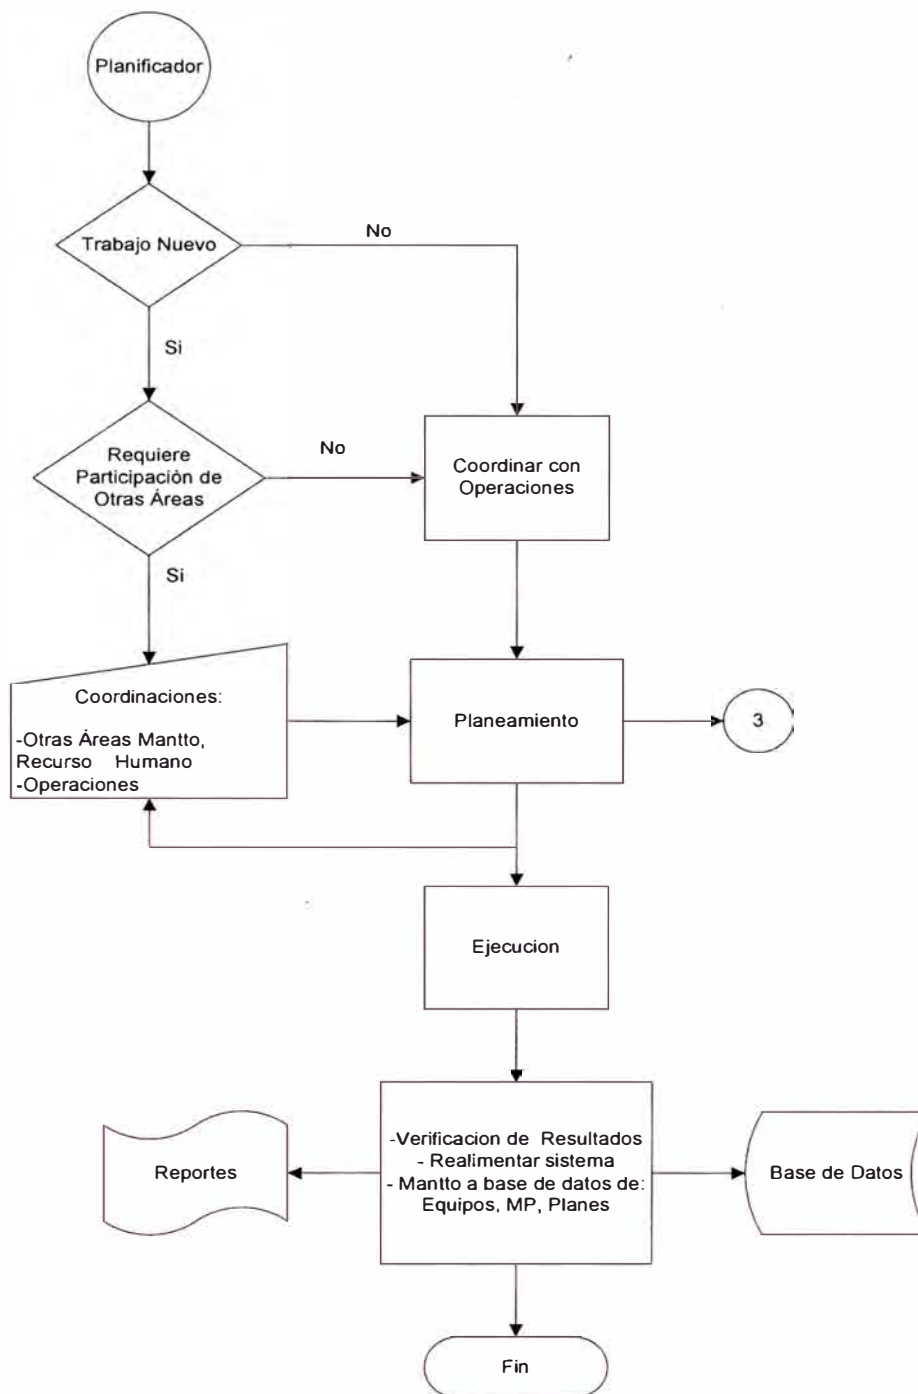 Planificador
Trabajo Nuevo
No
Si
Requiere
Participación de
Otras Áreas
No
Coordinar con
Operaciones
Si
Coordinaciones:
-Otras Áreas Mantto,
Recurso Humano
-Operaciones
Planeamiento
3
Ejecucion
Reportes
-Verificacion de Resultados
- Realimentar sistema
- Mantto a base de datos de:
Equipos, MP, Planes
Base de Datos
Fin